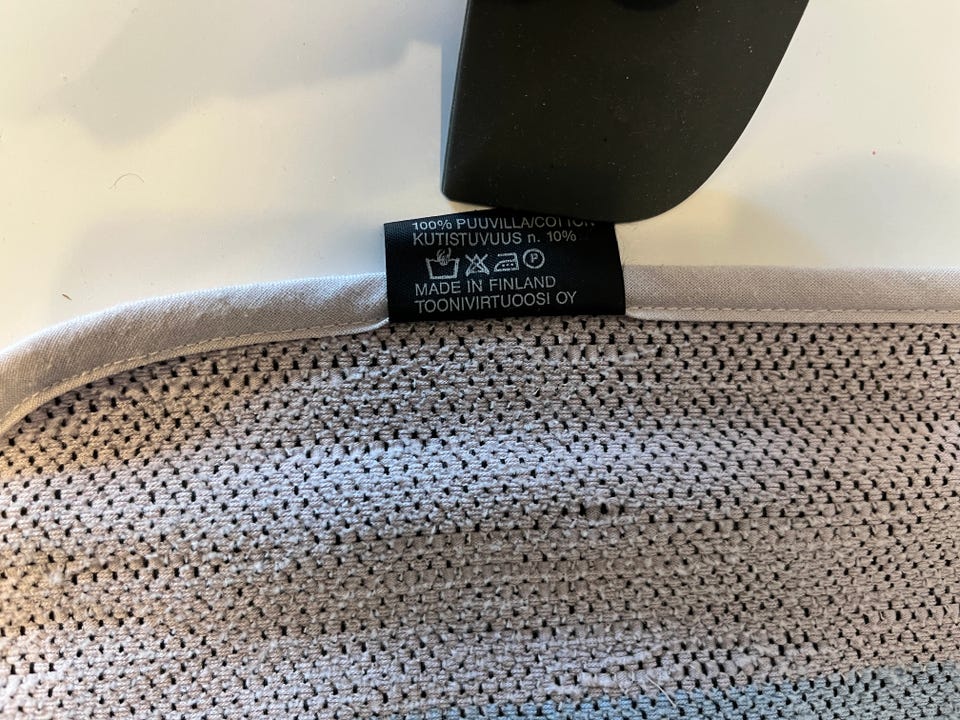 100% PUUVILLA/COTTON
KUTISTUVUUS n. 10%
P
MADE IN FINLAND
TOONIVIRTUOOSI OY